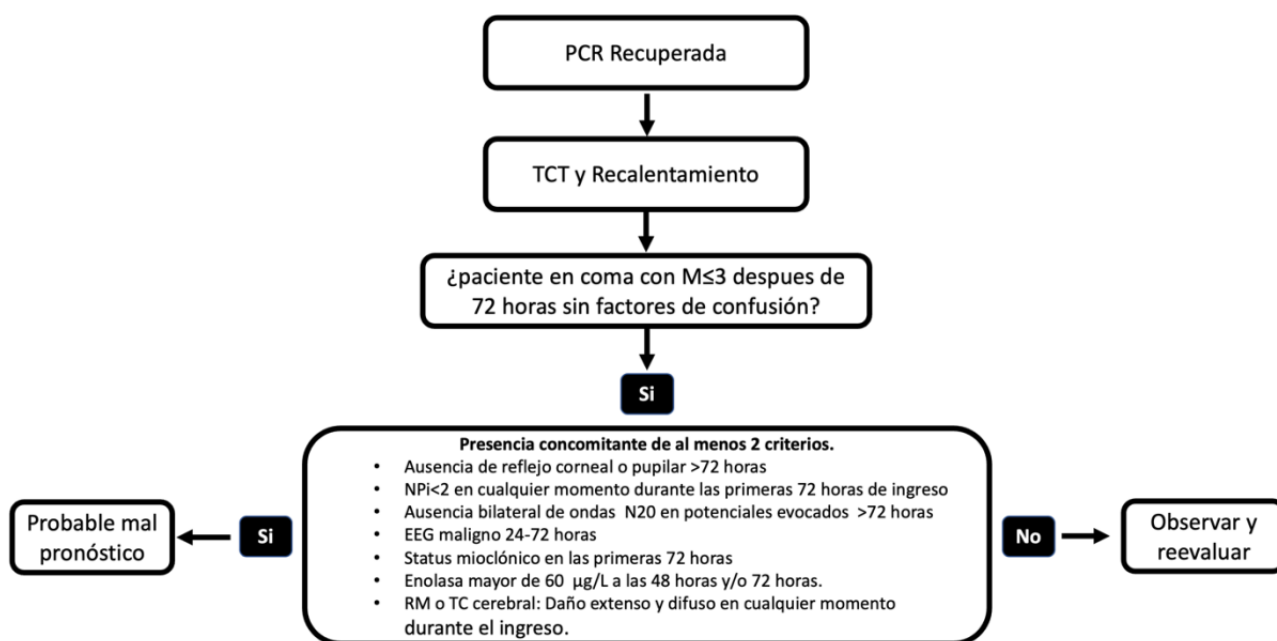 PCR Recuperada
TCT y Recalentamiento
¿paciente en coma con M≤3 despues de
72 horas sin factores de confusión?
Si
Presencia concomitante de al menos 2 criterios.
• Ausencia de reflejo corneal o pupilar >72 horas
• NPi<2 en cualquier momento durante las primeras 72 horas de ingreso
• Ausencia bilateral de ondas N20 en potenciales evocados >72 horas
• EEG maligno 24-72 horas
• Status mioclónico en las primeras 72 horas
• Enolasa mayor de 60 µg/L a las 48 horas y/o 72 horas.
• RM o TC cerebral: Daño extenso y difuso en cualquier momento
durante el ingreso.
Si
Probable mal
pronóstico
No
Observar y
reevaluar